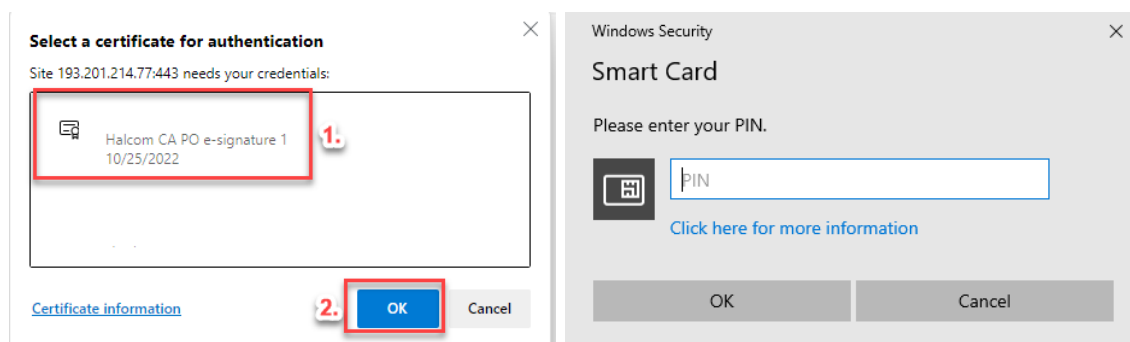 Select a certificate for authentication
Site 193.201.214.77:443 needs your credentials:
Halcom CA PO e-signature 1
10/25/2022
1.
Certificate information
2.
OK
Cancel
Windows Security
Smart Card
Please enter your PIN.
PIN
Click here for more information
OK
Cancel